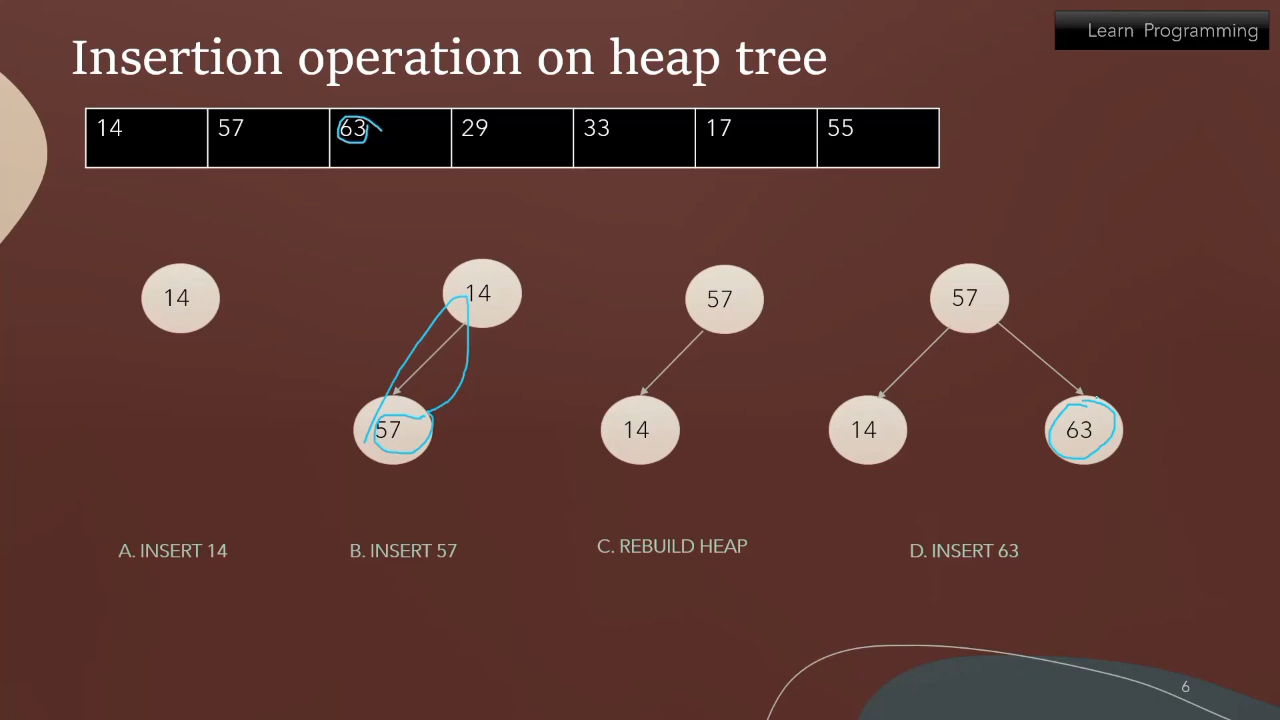 Learn Programming
Insertion operation on heap tree
14 57 63 29 33 17 55
14 14 57 57
57 14 14 63
A. INSERT 14 B. INSERT 57 C. REBUILD HEAP D. INSERT 63
6